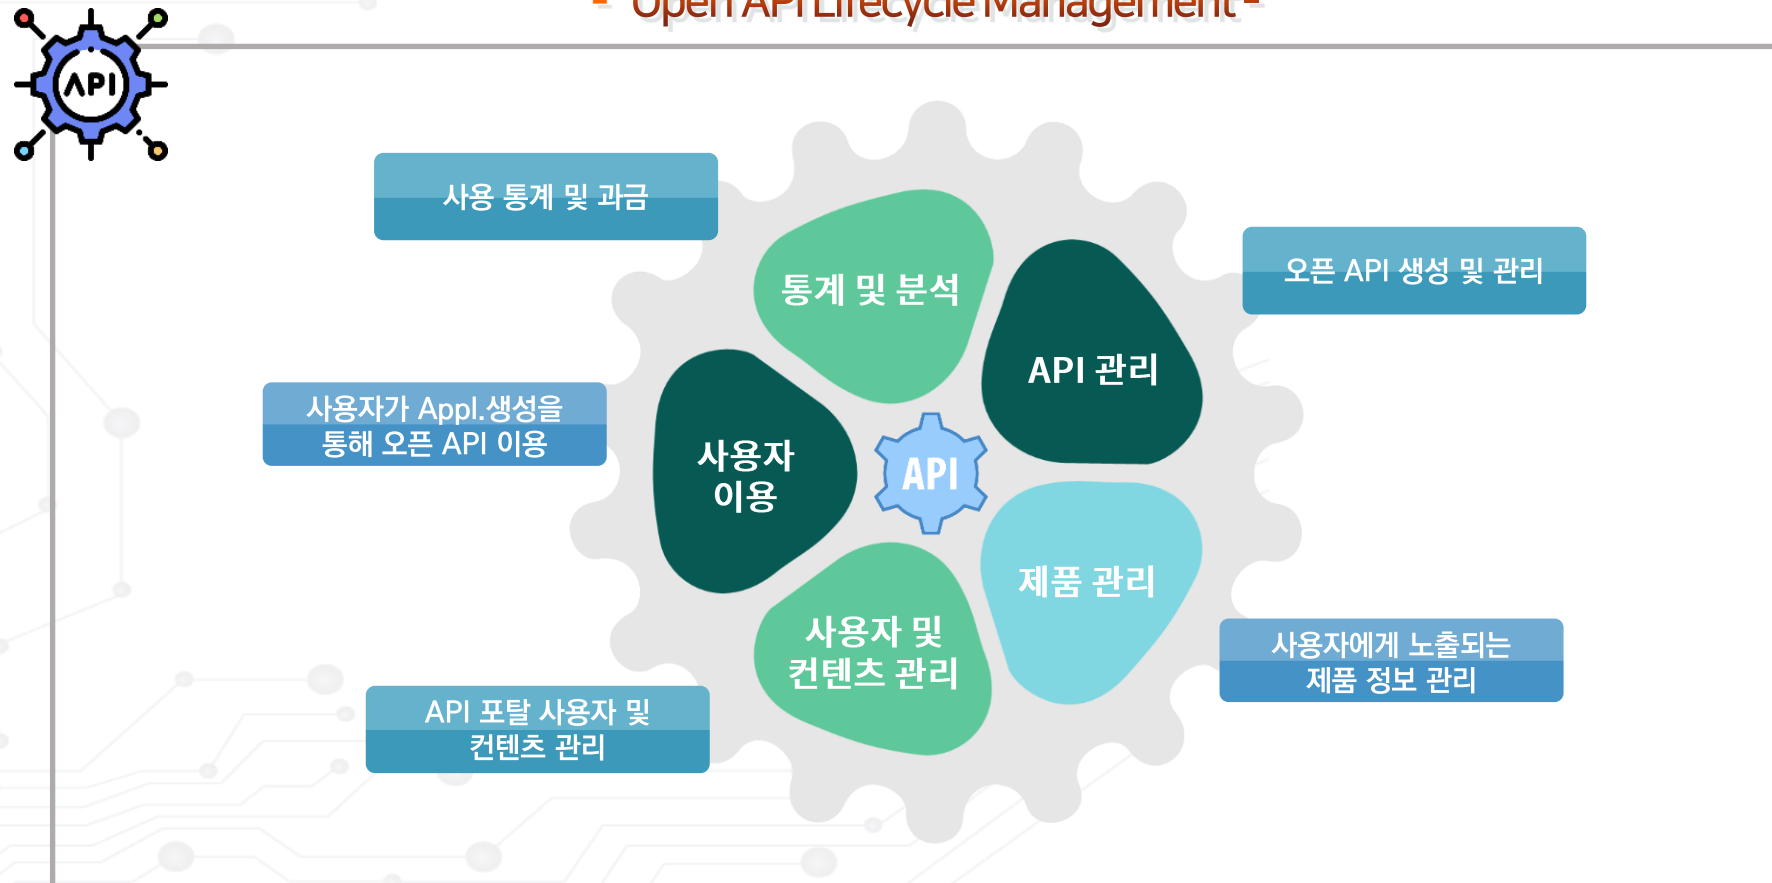 - Open API Lifecycle Management -
API
사용 통계 및 과금
통계 및 분석
오픈 API 생성 및 관리
API 관리
사용자가 Appl.생성을
통해 오픈 API 이용
사용자
이용
API
제품 관리
사용자에게 노출되는
제품 정보 관리
사용자 및
컨텐츠 관리
API 포탈 사용자 및
컨텐츠 관리